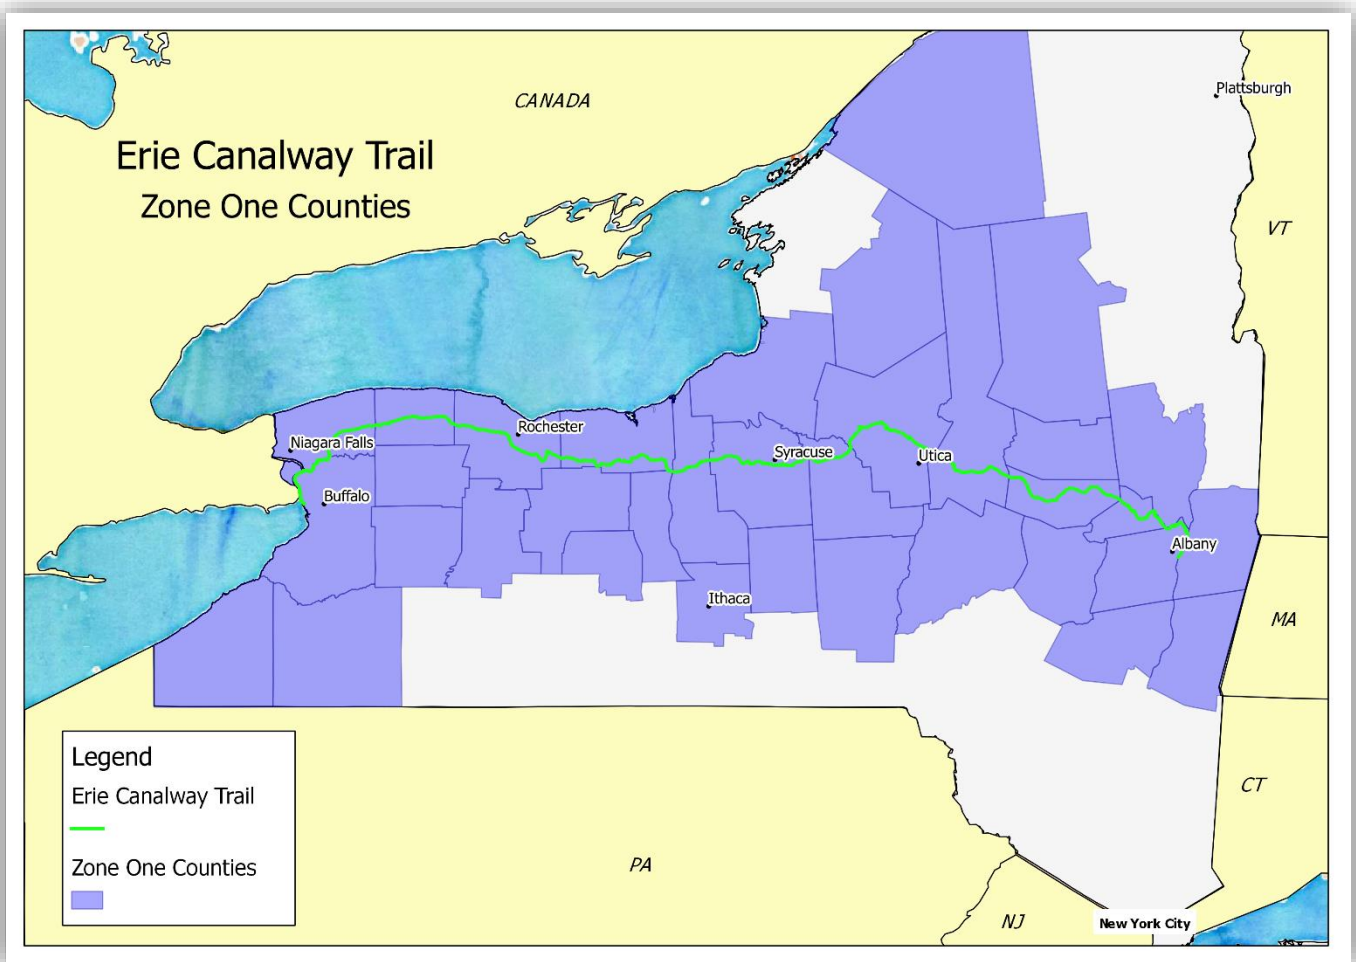 Plattsburgh
CANADA
Erie Canalway Trail
Zone One Counties
VT
Rochester
Niagara Falls
Syracuse
Utica
Buffalo
Albany
Ithaca
MA
Legend
Erie Canalway Trail
Zone One Counties
CT
PA
NJ
New York City